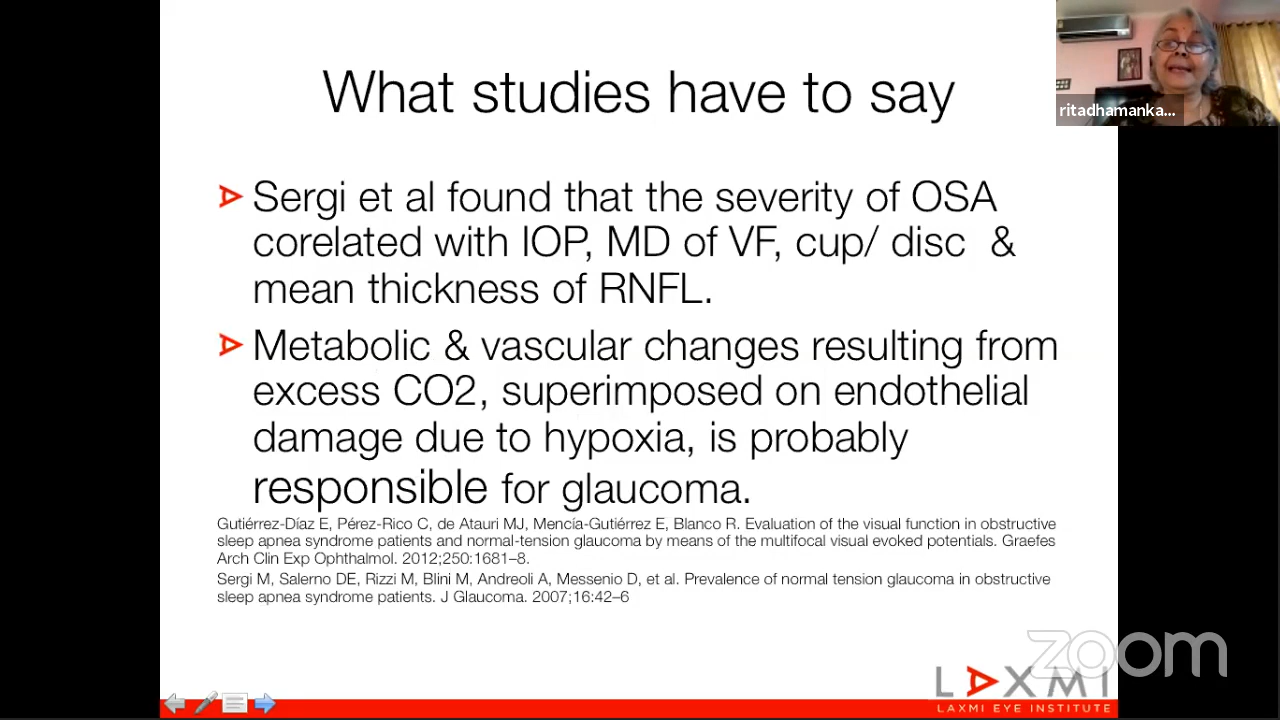 What studies have to say
ritadhamanka...
Sergi et al found that the severity of OSA
corelated with IOP, MD of VF, cup/ disc &
mean thickness of RNFL.
Metabolic & vascular changes resulting from
excess CO2, superimposed on endothelial
damage due to hypoxia, is probably
responsible for glaucoma.
Gutiérrez-Díaz E, Pérez-Rico C, de Atauri MJ, Mencía-Gutiérrez E, Blanco R. Evaluation of the visual function in obstructive
sleep apnea syndrome patients and normal-tension glaucoma by means of the multifocal visual evoked potentials. Graefes
Arch Clin Exp Ophthalmol. 2012;250:1681–8.
Sergi M, Salerno DE, Rizzi M, Blini M, Andreoli A, Messenio D, et al. Prevalence of normal tension glaucoma in obstructive
sleep apnea syndrome patients. J Glaucoma. 2007;16:42–6
zoom
LAXMI
LAXMI EYE INSTITUTE